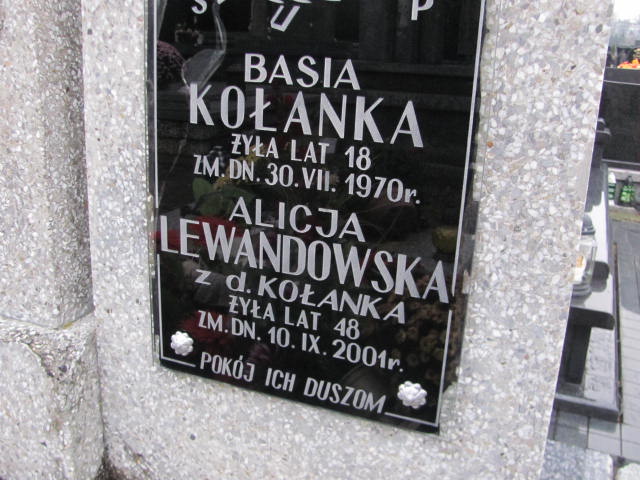 S P
BASIA
KOŁANKA
ŻYŁA LAT 18
ZM. DN. 30. VII. 1970r.
ALICJA
LEWANDOWSKA
z d. KOŁANKA
ŻYŁA LAT 48
ZM. DN. 10. IX. 2001r.
POKÓJ ICH DUSZOM